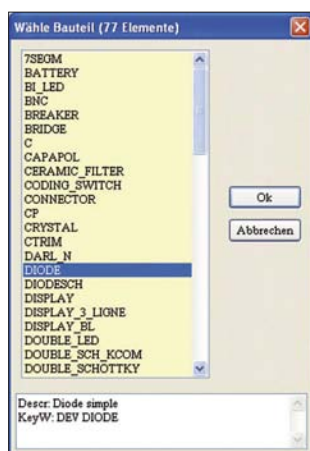 Wähle Bauteil (77 Elemente)
7SEGM
BATTERY
BI_LED
BNC
BREAKER
BRIDGE
C
CAPAPOL
CERAMIC_FILTER
CODING_SWITCH
CONNECTOR
CP
CRYSTAL
CTRIM
DARL_N
DIODE
DIODESCH
DISPLAY
DISPLAY_3_LIGNE
DISPLAY_BL
DOUBLE_LED
DOUBLE_SCH_KCOM
DOUBLE_SCHOTTKY
Ok
Abbrechen
Descr: Diode simple
KeyW: DEV DIODE